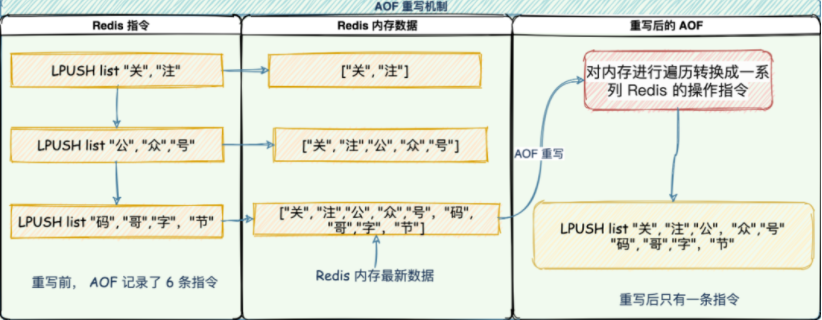 AOF 重写机制
Redis 指令
Redis 内存数据
重写后的 AOF
LPUSH list "关", "注"
["关", "注"]
对内存进行遍历转换成一系
列 Redis 的操作指令
LPUSH list "公", "众","号"
["关", "注","公", "众","号"]
AOF 重写
LPUSH list "码", "哥","字", "节"
["关", "注","公", "众","号", "码",
"哥","字", "节"]
LPUSH list "关", "注","公", "众","号"
"码", "哥","字", "节"
重写前， AOF 记录了 6 条指令
Redis 内存最新数据
重写后只有一条指令